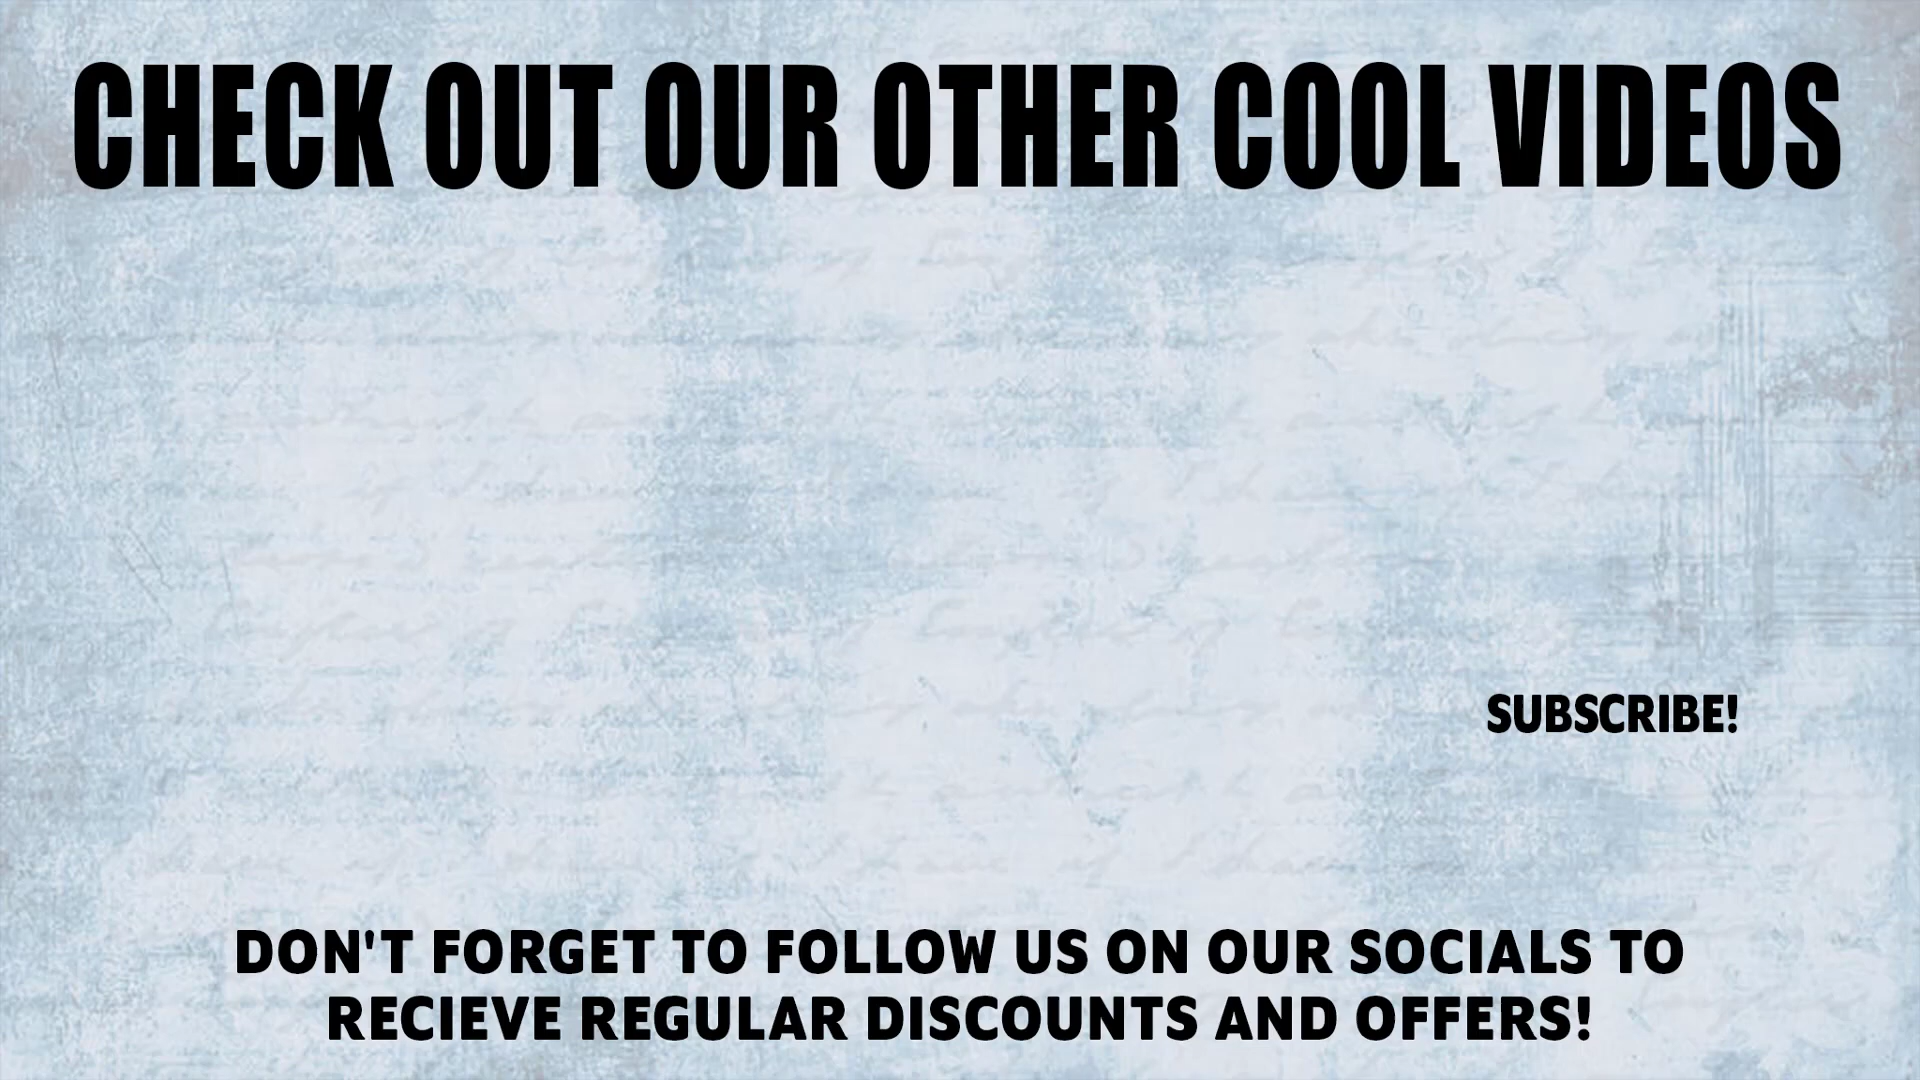 CHECK OUT OUR OTHER COOL VIDEOS
SUBSCRIBE!
DON'T FORGET TO FOLLOW US ON OUR SOCIALS TO
RECIEVE REGULAR DISCOUNTS AND OFFERS!